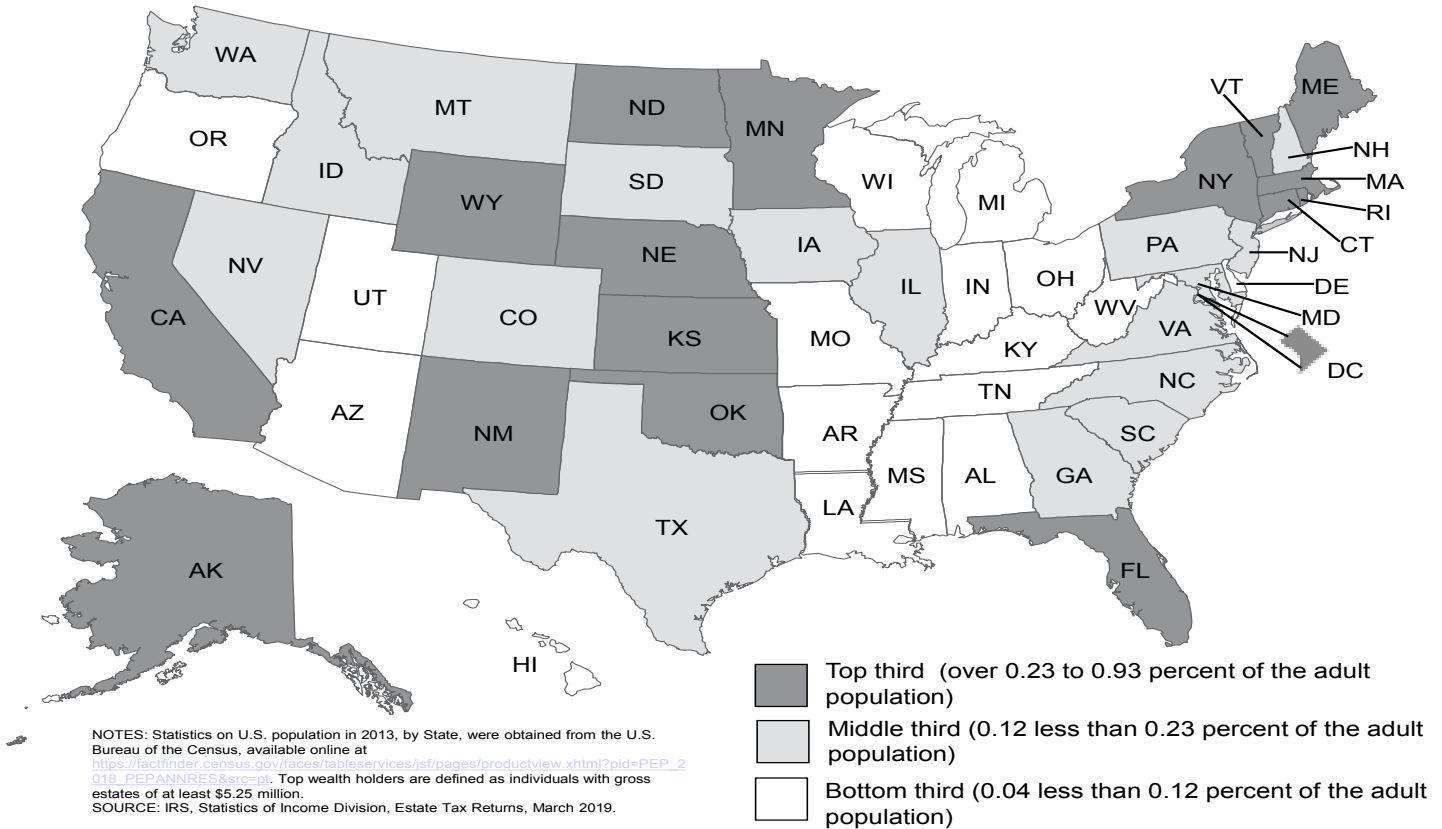 WA
MT
ND
MN
VT
ME
OR
ID
SD
WI
MI
NY
NH
MA
RI
CT
WY
IA
PA
NJ
NV
NE
IL
IN
OH
DE
MD
UT
CO
WV
VA
CA
KS
MO
KY
DC
AZ
NM
OK
AR
TN
NC
SC
MS
AL
GA
LA
TX
AK
FL
HI
Top third (over 0.23 to 0.93 percent of the adult
population)
Middle third (0.12 less than 0.23 percent of the adult
population)
Bottom third (0.04 less than 0.12 percent of the adult
population)
NOTES: Statistics on U.S. population in 2013, by State, were obtained from the U.S.
Bureau of the Census, available online at
https://factfinder.census.gov/faces/tableservices/jsf/pages/productview.xhtml?pid=PEP_2
018_PEPANNRES&src=pt. Top wealth holders are defined as individuals with gross
estates of at least $5.25 million.
SOURCE: IRS, Statistics of Income Division, Estate Tax Returns, March 2019.